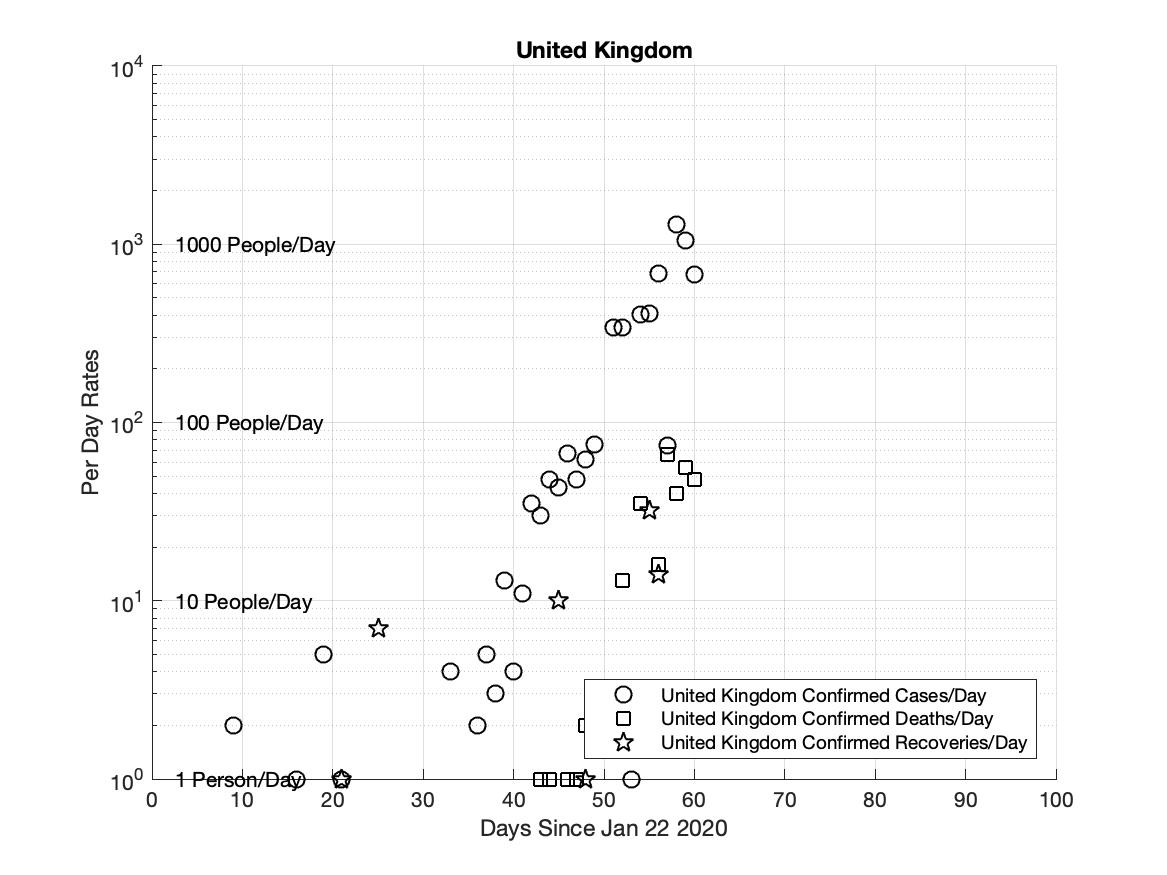 United Kingdom
10^4
10^3
1000 People/Day
10^2
100 People/Day
10^1
10 People/Day
10^0
1 Person/Day
Per Day Rates
United Kingdom Confirmed Cases/Day
United Kingdom Confirmed Deaths/Day
United Kingdom Confirmed Recoveries/Day
0 10 20 30 40 50 60 70 80 90 100
Days Since Jan 22 2020